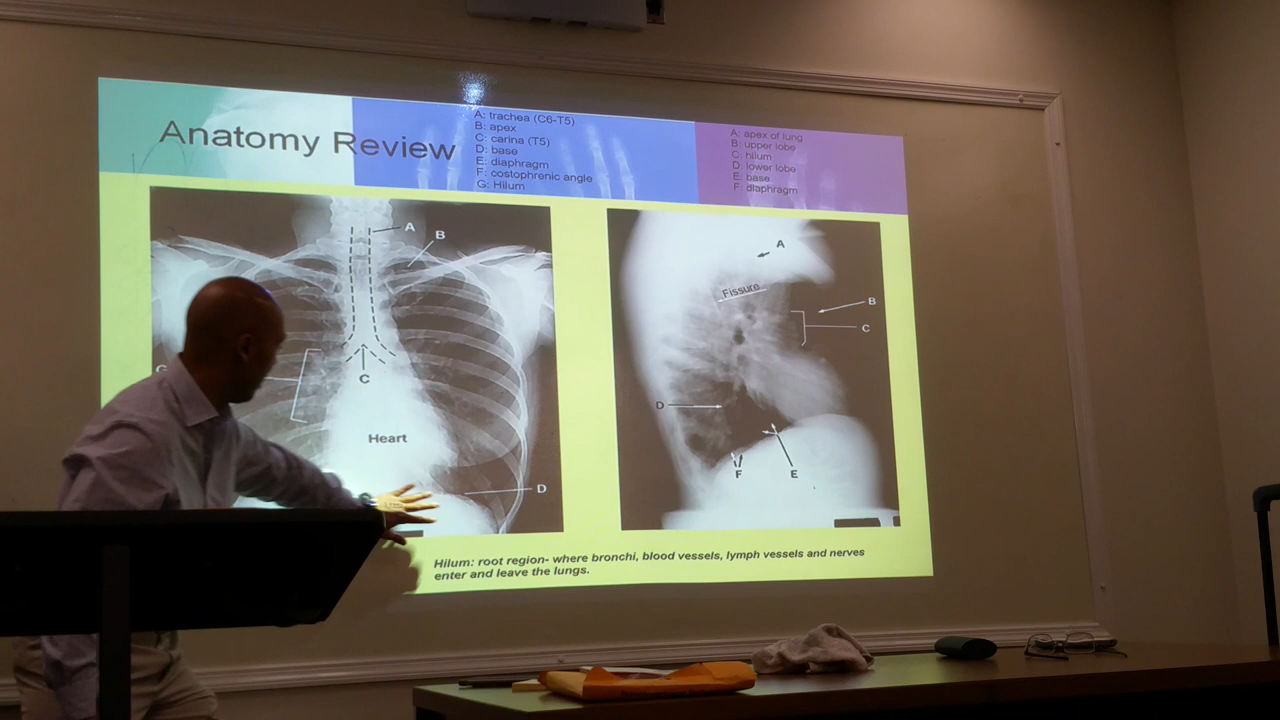 Anatomy Review
A: trachea (C6-T5)
B: apex
C: carina (T5)
D: base
E: diaphragm
F: costophrenic angle
G: Hilum
A: apex of lung
B: upper lobe
C: hilum
D: lower lobe
E: base
F: diaphragm
A
B
G
C
Heart
D
A
Fissure
B
C
D
F
E
Hilum: root region- where bronchi, blood vessels, lymph vessels and nerves
enter and leave the lungs.